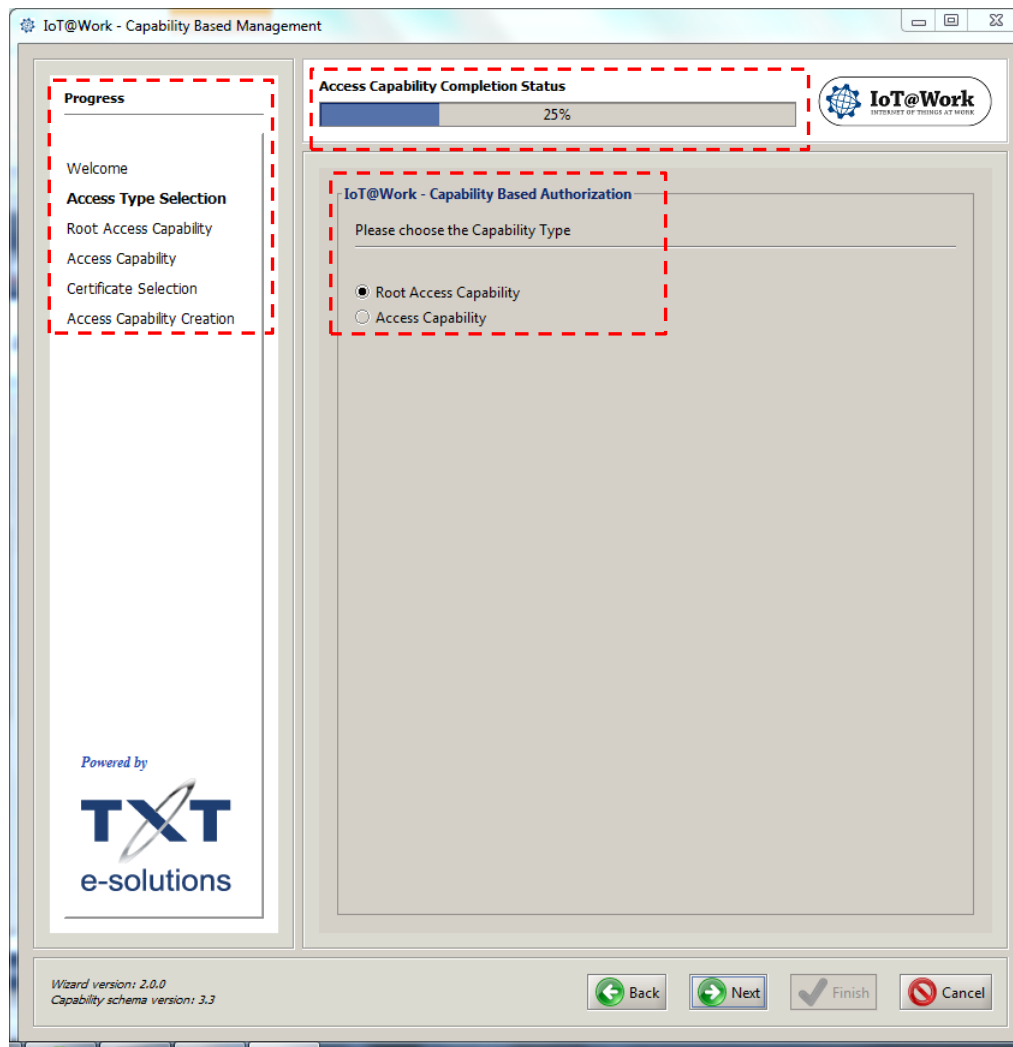 IoT@Work - Capability Based Management
Progress
Welcome
Access Type Selection
Root Access Capability
Access Capability
Certificate Selection
Access Capability Creation
Powered by
TXT
e-solutions
Access Capability Completion Status
25%
IoT@Work
INTERNET OF THINGS AT WORK
IoT@Work - Capability Based Authorization
Please choose the Capability Type
Root Access Capability
Access Capability
Wizard version: 2.0.0
Capability schema version: 3.3
Back
Next
Finish
Cancel